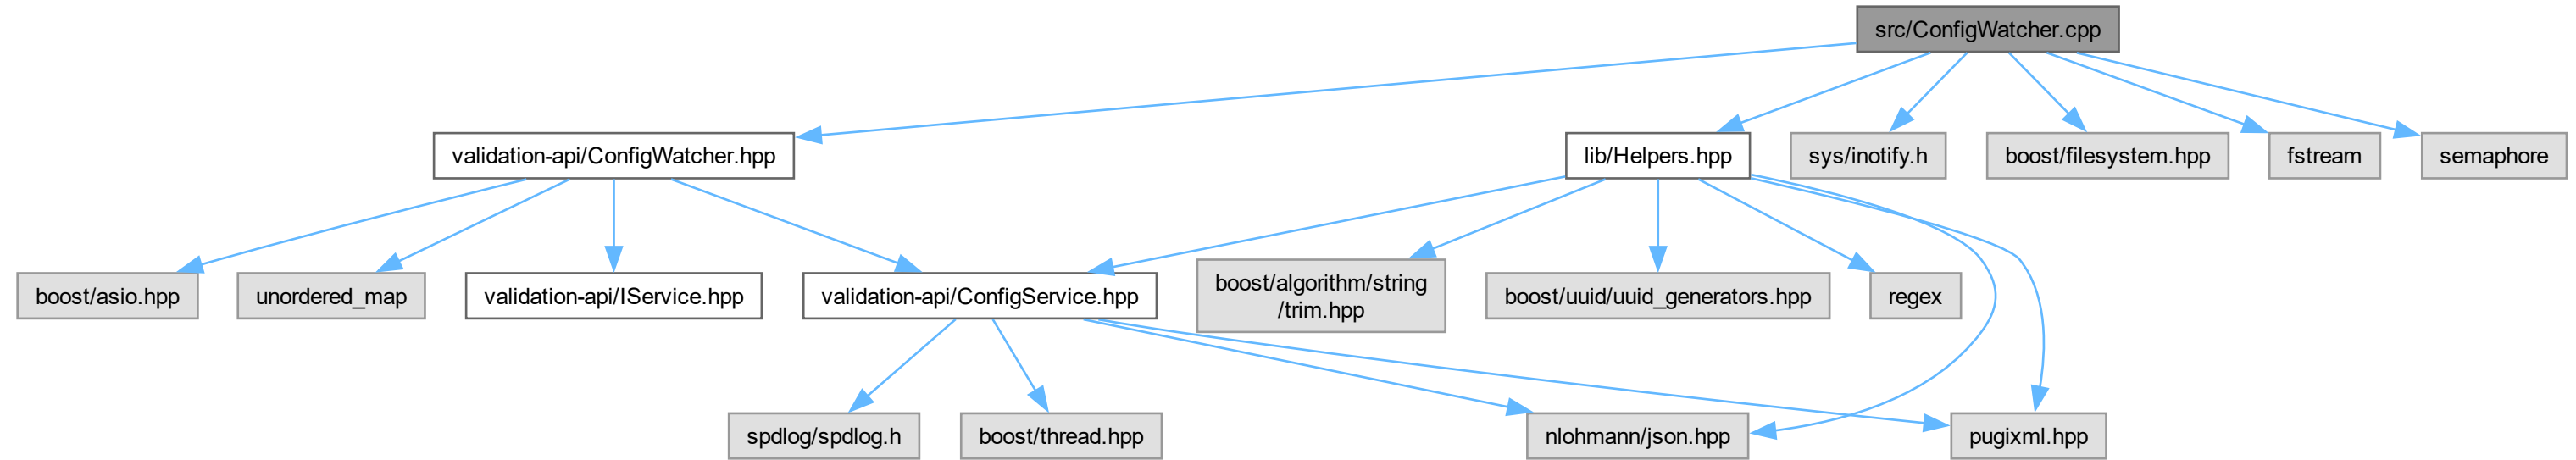 src/ConfigWatcher.cpp
validation-api/ConfigWatcher.hpp
lib/Helpers.hpp
sys/inotify.h
boost/filesystem.hpp
fstream
semaphore
boost/asio.hpp
unordered_map
validation-api/IService.hpp
validation-api/ConfigService.hpp
boost/algorithm/string
/trim.hpp
boost/uuid/uuid_generators.hpp
regex
spdlog/spdlog.h
boost/thread.hpp
nlohmann/json.hpp
pugixml.hpp